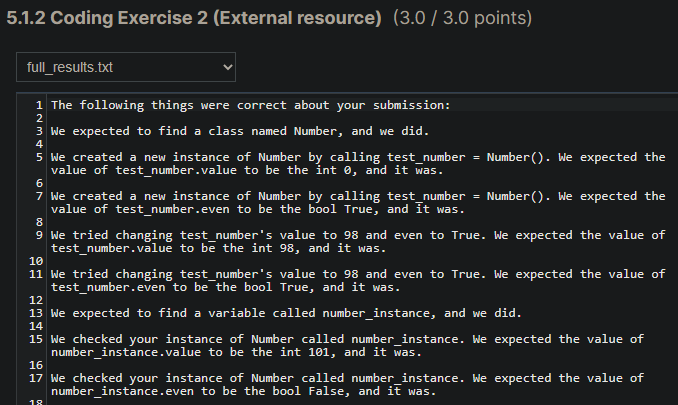 5.1.2 Coding Exercise 2 (External resource) (3.0 / 3.0 points)
full_results.txt
1 The following things were correct about your submission:
2
3 We expected to find a class named Number, and we did.
4
5 We created a new instance of Number by calling test_number = Number(). We expected the
value of test_number.value to be the int 0, and it was.
6
7 We created a new instance of Number by calling test_number = Number(). We expected the
value of test_number.even to be the bool True, and it was.
8
9 We tried changing test_number's value to 98 and even to True. We expected the value of
test_number.value to be the int 98, and it was.
10
11 We tried changing test_number's value to 98 and even to True. We expected the value of
test_number.even to be the bool True, and it was.
12
13 We expected to find a variable called number_instance, and we did.
14
15 We checked your instance of Number called number_instance. We expected the value of
number_instance.value to be the int 101, and it was.
16
17 We checked your instance of Number called number_instance. We expected the value of
number_instance.even to be the bool False, and it was.
18